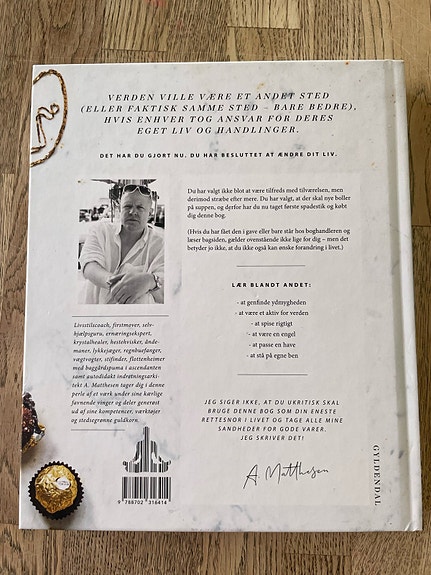 VERDEN VILLE VÆRE ET ANDET STED
(ELLER FAKTISK SAMME STED – BARE BEDRE),
HVIS ENHVER TOG ANSVAR FOR DERES
EGET LIV OG HANDLINGER.
DET HAR DU GJORT NU. DU HAR BESLUTTET AT ÆNDRE DIT LIV.
Du har valgt ikke blot at være tilfreds med tilværelsen, men
derimod stræbe efter mere. Du har valgt, at der skal nye boller
på suppen, og derfor har du nu taget første spadestik og købt
dig denne bog.
(Hvis du har fået den i gave eller bare står hos boghandleren og
læser bagsiden, gælder ovenstående ikke lige for dig – men det
betyder jo ikke, at du ikke også kan ønske forandring i livet.)
LÆR BLANDT ANDET:
- at genfinde ydmygheden
- at være et aktiv for verden
- at spise rigtigt
- at være en engel
- at passe en have
- at stå på egne ben
Livsstilscoach, firstmover, selv-
hjælpsguru, ernæringsekspert,
krystalhealer, hestehvisker, ånde-
maner, lykkejæger, regnbuefanger,
vægtvogter, stifinder, flottenheimer
med baggårdspuma i ascendanten
samt autodidakt indretningsarki-
tekt A. Matthesen tager dig i denne
perle af et værk under sine kærlige
favnende vinger og deler generøst
ud af sine kompetencer, værktøjer
og stedsegrønne guldkorn.
JEG SIGER IKKE, AT DU UKRITISK SKAL
BRUGE DENNE BOG SOM DIN ENESTE
RETTESNOR I LIVET OG TAGE ALLE MINE
SANDHEDER FOR GODE VARER.
JEG SKRIVER DET!
A. Matthesen
GYLDENDAL
9 788702 316414